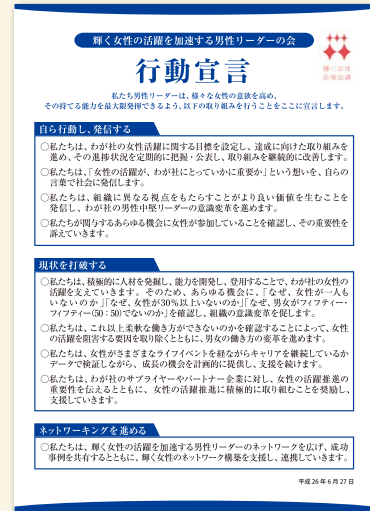 輝く女性の活躍を加速する男性リーダーの会
行動宣言
輝く女性
応援会議
私たち男性リーダーは、様々な女性の意欲を高め、
その持てる能力を最大限発揮できるよう、以下の取り組みを行うことをここに宣言します。
自ら行動し、発信する
○私たちは、わが社の女性活躍に関する目標を設定し、達成に向けた取り組みを
進め、その進捗状況を定期的に把握・公表し、取り組みを継続的に改善します。
○私たちは、「女性の活躍が、わが社にとっていかに重要か」という想いを、自らの
言葉で社会に発信します。
○私たちは、組織に異なる視点をもたらすことがより良い価値を生むことを
発信し、わが社の男性中堅リーダーの意識変革を進めます。
○私たちが関与するあらゆる機会に女性が参加していることを確認し、その重要性を
訴えていきます。
現状を打破する
○私たちは、積極的に人材を発掘し、能力を開発し、登用することで、わが社の女性の
活躍を支えていきます。そのため、あらゆる機会に、「なぜ、女性が一人も
いないのか」「なぜ、女性が30%以上いないのか」「なぜ、男女がフィフティー・
フィフティー(50:50)でないのか」を確認し、組織の意識変革を促します。
○私たちは、これ以上柔軟な働き方ができないのかを確認することによって、女性
の活躍を阻害する要因を取り除くとともに、男女の働き方の変革を進めます。
○私たちは、女性がさまざまなライフイベントを経ながらキャリアを継続しているか
データで検証しながら、成長の機会を計画的に提供し、支援を続けます。
○私たちは、わが社のサプライヤーやパートナー企業に対し、女性の活躍推進の
重要性を伝えるとともに、女性の活躍推進に積極的に取り組むことを奨励し、
支援していきます。
ネットワーキングを進める
○私たちは、輝く女性の活躍を加速する男性リーダーのネットワークを広げ、成功
事例を共有するとともに、輝く女性のネットワーク構築を支援し、連携していきます。
平成26年6月27日